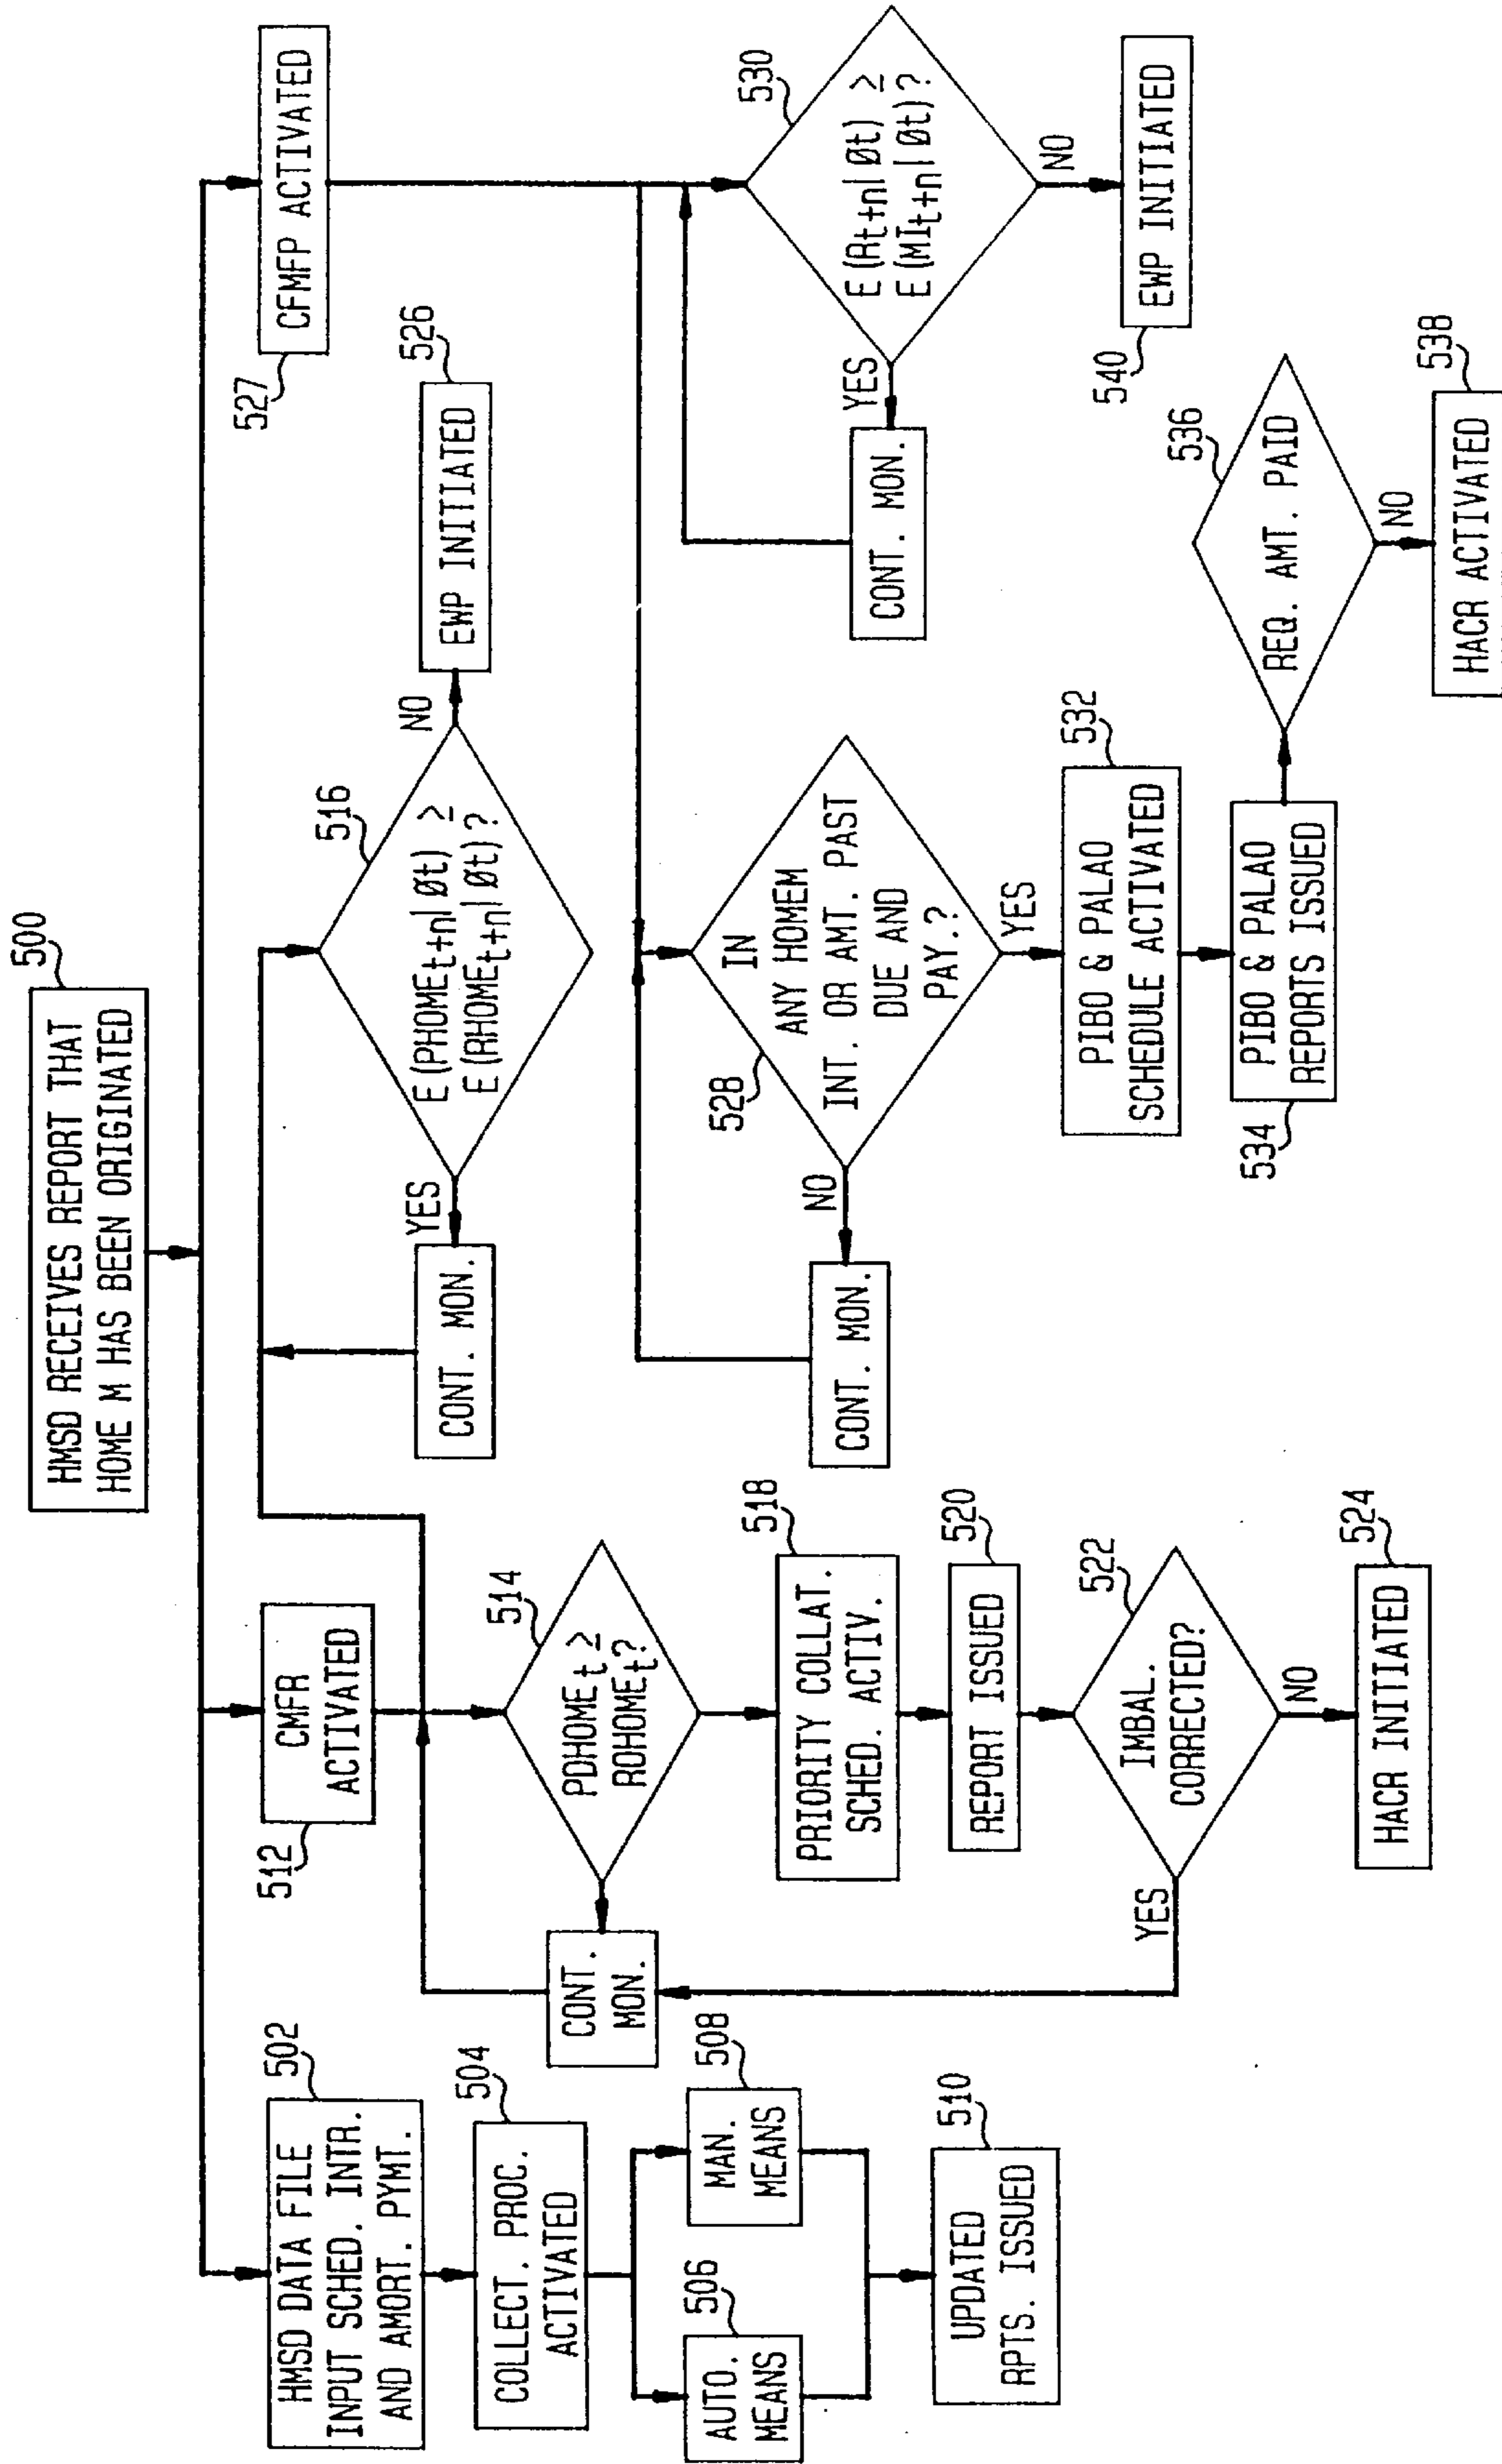 500
HMSD RECEIVES REPORT THAT
HOME M HAS BEEN ORIGINATED
502
HMSD DATA FILE
INPUT SCHED. INTR.
AND AMORT. PYMT.
504
COLLECT. PROC.
ACTIVATED
506
AUTO.
MEANS
508
MAN.
MEANS
510
UPDATED
RPTS. ISSUED
512
CMFR
ACTIVATED
514
PDHOMEt ≥
RDHOMEt?
CONT.
MON.
518
PRIORITY COLLAT.
SCHED. ACTIV.
520
REPORT ISSUED
522
IMBAL.
CORRECTED?
YES
NO
524
HACR INITIATED
516
E(PHOMEt+n|Øt) ≥
E(RHOMEt+n|Øt)?
YES
CONT. MON.
NO
526
EWP INITIATED
527
CFMFP ACTIVATED
528
IN
ANY HOMEM
INT. OR AMT. PAST
DUE AND
PAY.?
NO
CONT. MON.
YES
532
PIBO & PALAO
SCHEDULE ACTIVATED
534
PIBO & PALAO
REPORTS ISSUED
536
REQ. AMT. PAID
NO
538
HACR ACTIVATED
530
E(Rt+n|Øt) ≥
E(MIt+n|Øt)?
YES
CONT. MON.
NO
540
EWP INITIATED